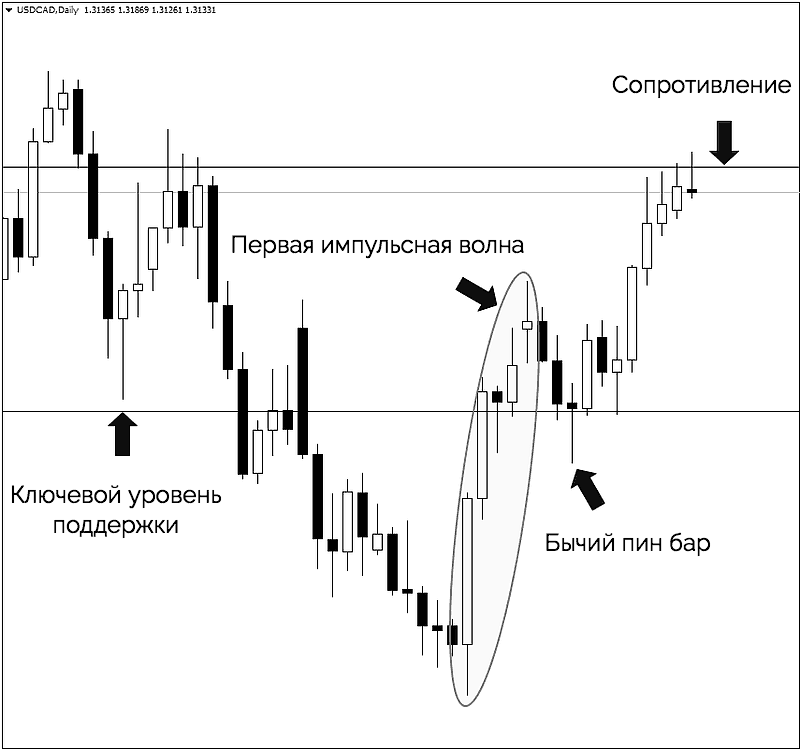 USDCAD,Daily 1.31365 1.31869 1.31261 1.31331
Сопротивление
Первая импульсная волна
Ключевой уровень
поддержки
Бычий пин бар